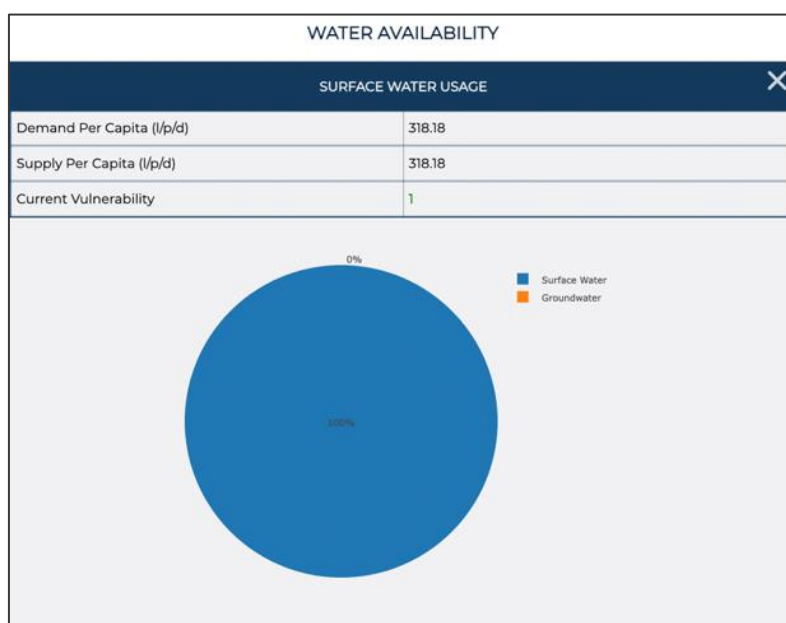 WATER AVAILABILITY
SURFACE WATER USAGE
Demand Per Capita (l/p/d) 318.18
Supply Per Capita (l/p/d) 318.18
Current Vulnerability 1
0%
Surface Water
Groundwater
100%